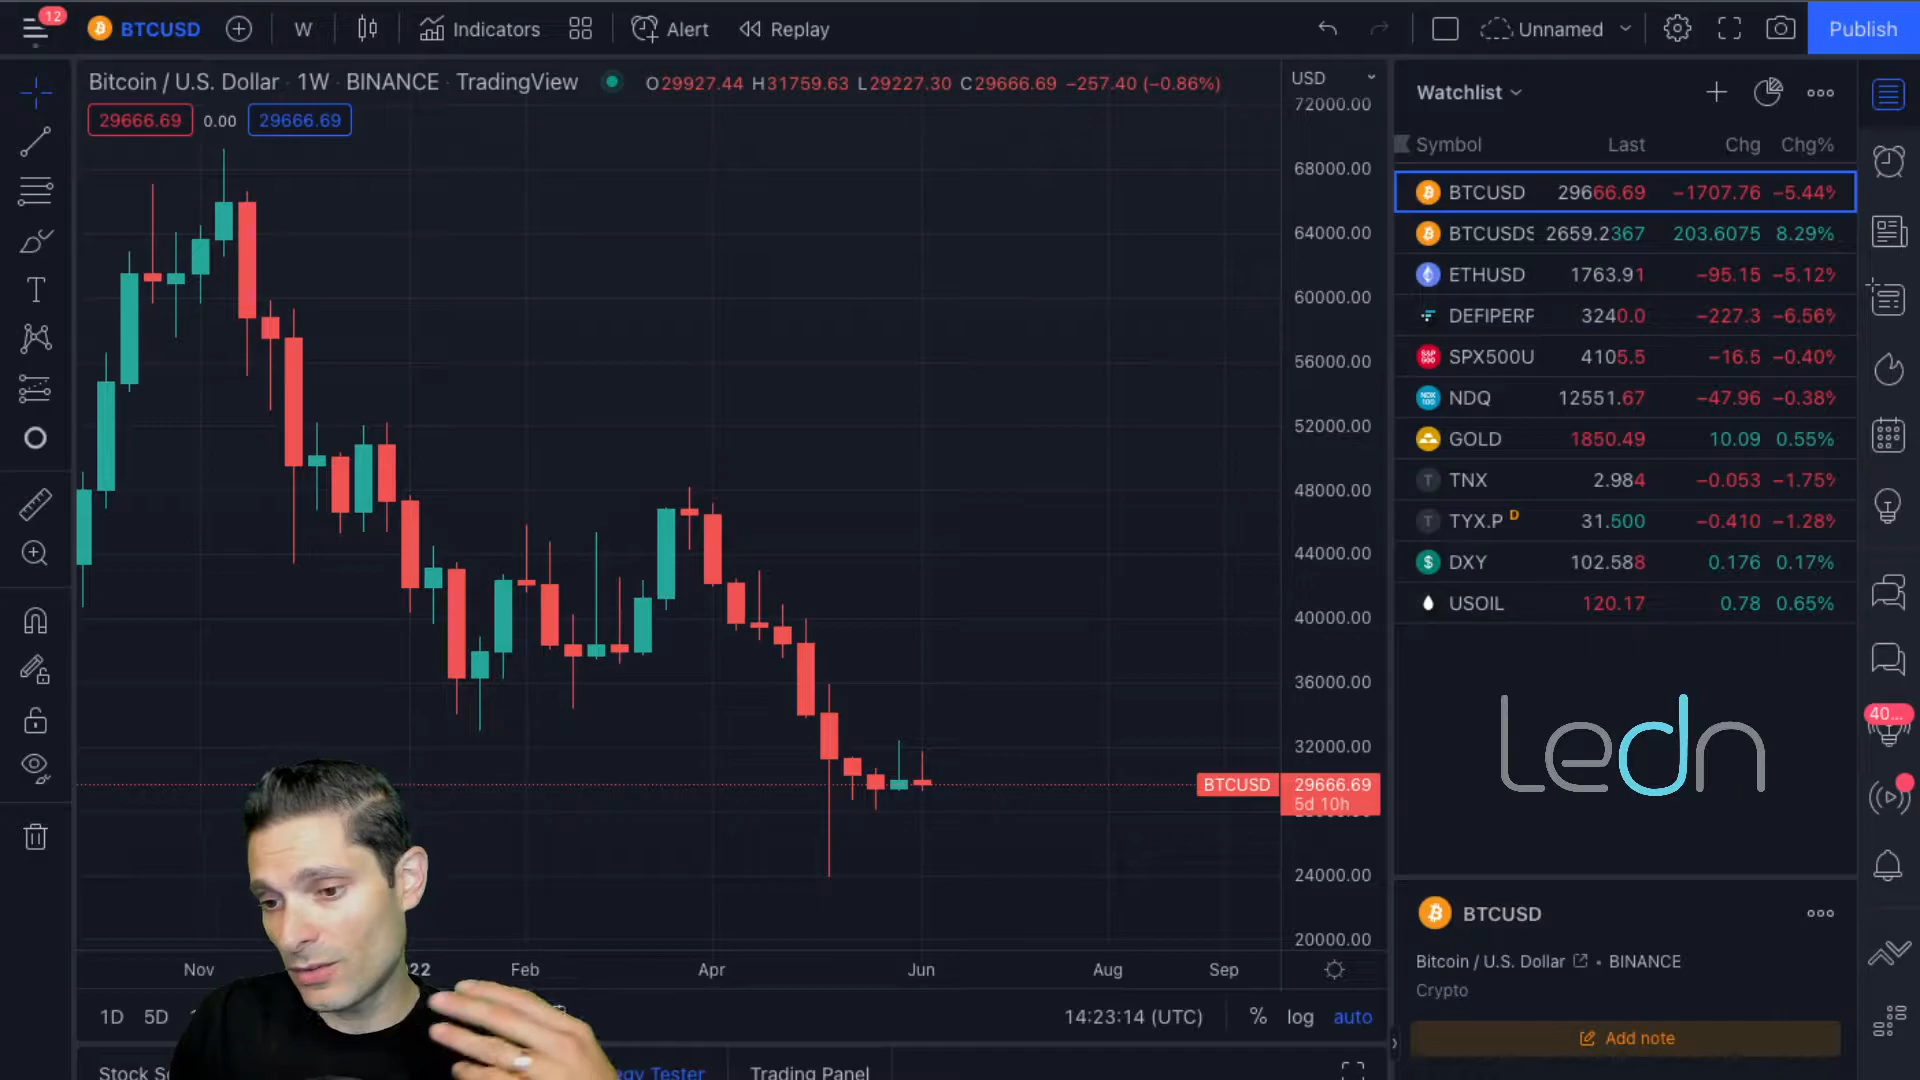 12
BTCUSD
W
Indicators
Alert
Replay
Unnamed
Publish
Bitcoin / U.S. Dollar · 1W · BINANCE · TradingView
O29927.44 H31759.63 L29227.30 C29666.69 −257.40 (−0.86%)
29666.69 0.00 29666.69
USD
72000.00
68000.00
64000.00
60000.00
56000.00
52000.00
48000.00
44000.00
40000.00
36000.00
32000.00
BTCUSD 29666.69
5d 10h
24000.00
20000.00
Nov
22
Feb
Apr
Jun
Aug
Sep
1D 5D
14:23:14 (UTC)
% log auto
Strategy Tester
Trading Panel
Watchlist
Symbol Last Chg Chg%
BTCUSD 29666.69 −1707.76 −5.44%
BTCUSDS 2659.2367 203.6075 8.29%
ETHUSD 1763.91 −95.15 −5.12%
DEFIPERP 3240.0 −227.3 −6.56%
SPX500U 4105.5 −16.5 −0.40%
NDQ 12551.67 −47.96 −0.38%
GOLD 1850.49 10.09 0.55%
TNX 2.984 −0.053 −1.75%
TYX.P D 31.500 −0.410 −1.28%
DXY 102.588 0.176 0.17%
USOIL 120.17 0.78 0.65%
ledn
40...
BTCUSD
Bitcoin / U.S. Dollar • BINANCE
Crypto
Add note